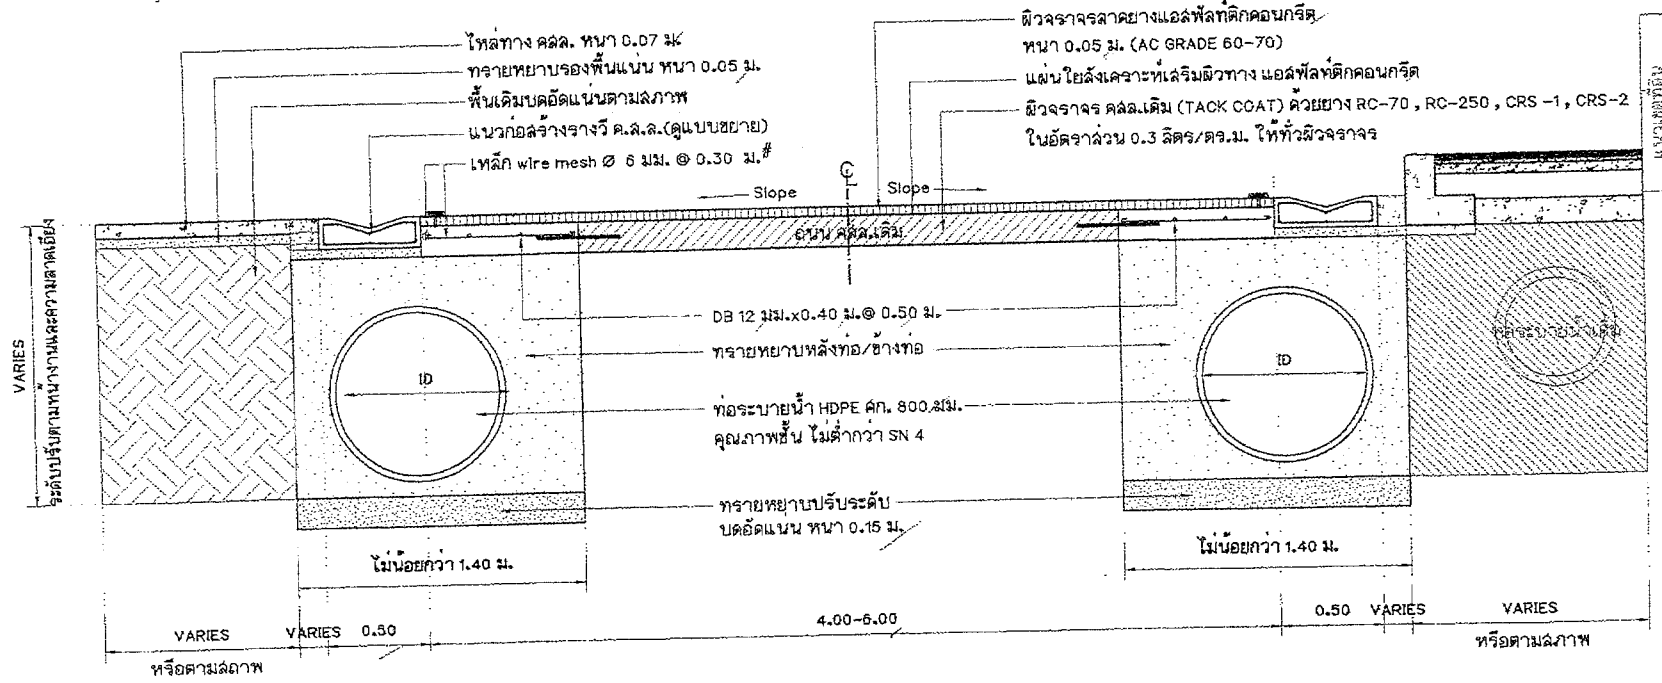 ไหล่ทาง คสล. หนา 0.07 ม.
ทรายหยาบรองพื้นแน่น หนา 0.05 ม.
พื้นเดิมบดอัดแน่นตามสภาพ
แนวก่อสร้างรางวี ค.ส.ล.(ดูแบบขยาย)
เหล็ก wire mesh Ø 6 มม. @ 0.30 ม.#
ผิวจราจรลาดยางแอสฟัลท์ติกคอนกรีต
หนา 0.05 ม. (AC GRADE 60-70)
แผ่นใยสังเคราะห์เสริมผิวทาง แอสฟัลท์ติกคอนกรีต
ผิวจราจร คสล.เดิม (TACK COAT) ด้วยยาง RC-70 , RC-250 , CRS -1 , CRS-2
ในอัตราส่วน 0.3 ลิตร/ตร.ม. ให้ทั่วผิวจราจร
Slope
Slope
ถนน คสล.เดิม
VARIES
ระดับปรับตามหน้างานและความลาดเอียง
DB 12 มม.x0.40 ม.@ 0.50 ม.
ทรายหยาบหลังท่อ/ข้างท่อ
ID
ID
ท่อระบายน้ำเดิม
ท่อระบายน้ำ HDPE ศก. 800 มม.
คุณภาพชั้น ไม่ต่ำกว่า SN 4
ทรายหยาบปรับระดับ
บดอัดแน่น หนา 0.15 ม.
ไม่น้อยกว่า 1.40 ม.
ไม่น้อยกว่า 1.40 ม.
VARIES
VARIES
0.50
4.00-6.00
0.50
VARIES
VARIES
หรือตามสภาพ
หรือตามสภาพ